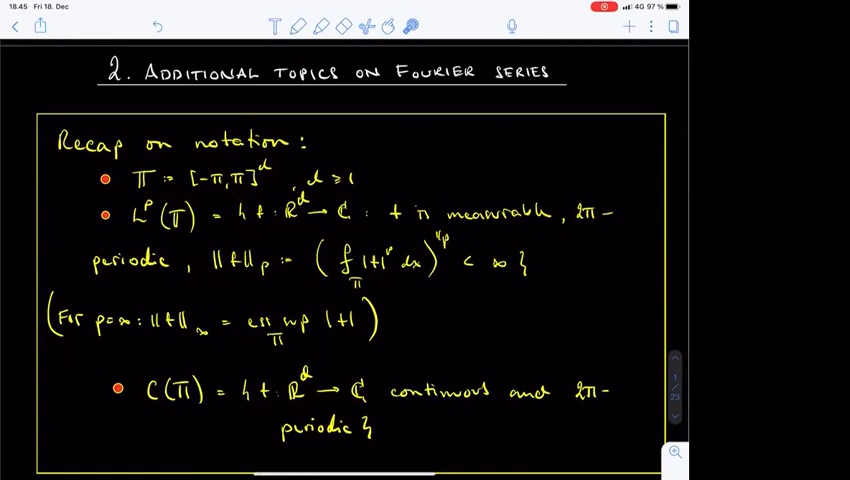 18.45 Fri 18. Dec
4G 97 %
2. ADDITIONAL TOPICS ON FOURIER SERIES
Recap on notation:
• 𝕋 := [-π,π]^d, d ≥ 1
• L^p(𝕋) = { f: ℝ^d → ℂ : f is measurable, 2π-
periodic, ||f||_p := (⨍_𝕋 |f|^p dx)^{1/p} < ∞ }
(For p=∞: ||f||_∞ = ess sup_𝕋 |f|)
• C(𝕋) = { f: ℝ^d → ℂ continuous and 2π-
periodic }
1
23